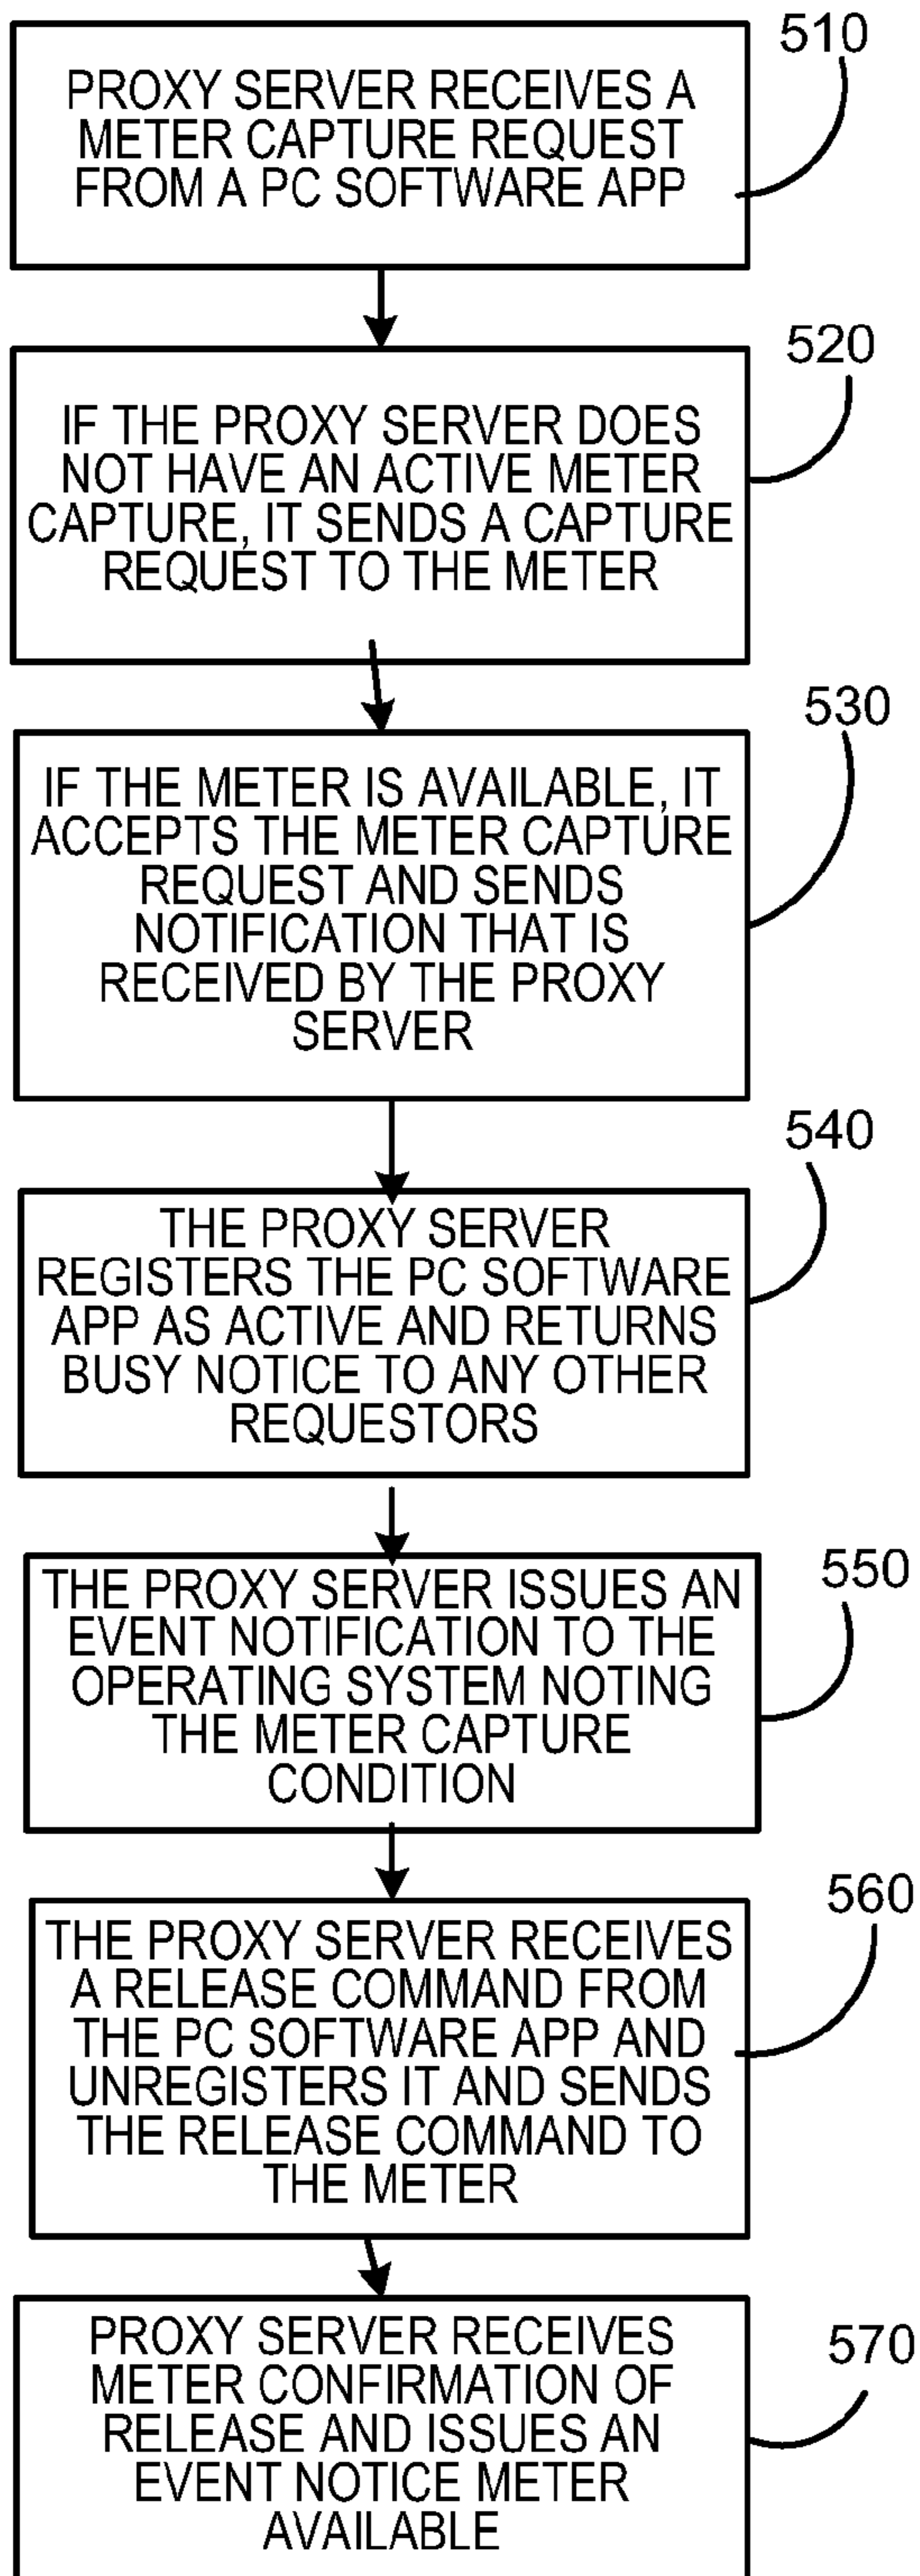 510
PROXY SERVER RECEIVES A
METER CAPTURE REQUEST
FROM A PC SOFTWARE APP
520
IF THE PROXY SERVER DOES
NOT HAVE AN ACTIVE METER
CAPTURE, IT SENDS A CAPTURE
REQUEST TO THE METER
530
IF THE METER IS AVAILABLE, IT
ACCEPTS THE METER CAPTURE
REQUEST AND SENDS
NOTIFICATION THAT IS
RECEIVED BY THE PROXY
SERVER
540
THE PROXY SERVER
REGISTERS THE PC SOFTWARE
APP AS ACTIVE AND RETURNS
BUSY NOTICE TO ANY OTHER
REQUESTORS
550
THE PROXY SERVER ISSUES AN
EVENT NOTIFICATION TO THE
OPERATING SYSTEM NOTING
THE METER CAPTURE
CONDITION
560
THE PROXY SERVER RECEIVES
A RELEASE COMMAND FROM
THE PC SOFTWARE APP AND
UNREGISTERS IT AND SENDS
THE RELEASE COMMAND TO
THE METER
570
PROXY SERVER RECEIVES
METER CONFIRMATION OF
RELEASE AND ISSUES AN
EVENT NOTICE METER
AVAILABLE